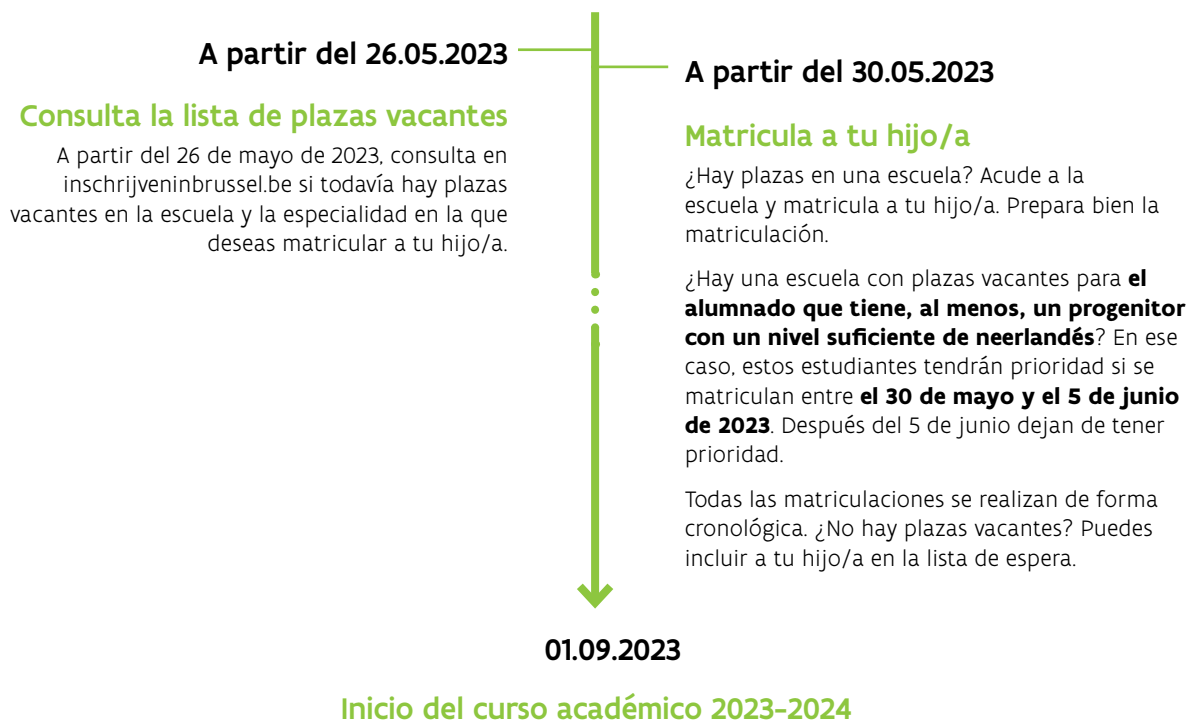 A partir del 26.05.2023
Consulta la lista de plazas vacantes
A partir del 26 de mayo de 2023, consulta en
inschrijveninbrussel.be si todavía hay plazas
vacantes en la escuela y la especialidad en la que
deseas matricular a tu hijo/a.
A partir del 30.05.2023
Matricula a tu hijo/a
¿Hay plazas en una escuela? Acude a la
escuela y matricula a tu hijo/a. Prepara bien la
matriculación.
¿Hay una escuela con plazas vacantes para el
alumnado que tiene, al menos, un progenitor
con un nivel suficiente de neerlandés? En ese
caso, estos estudiantes tendrán prioridad si se
matriculan entre el 30 de mayo y el 5 de junio
de 2023. Después del 5 de junio dejan de tener
prioridad.
Todas las matriculaciones se realizan de forma
cronológica. ¿No hay plazas vacantes? Puedes
incluir a tu hijo/a en la lista de espera.
01.09.2023
Inicio del curso académico 2023-2024